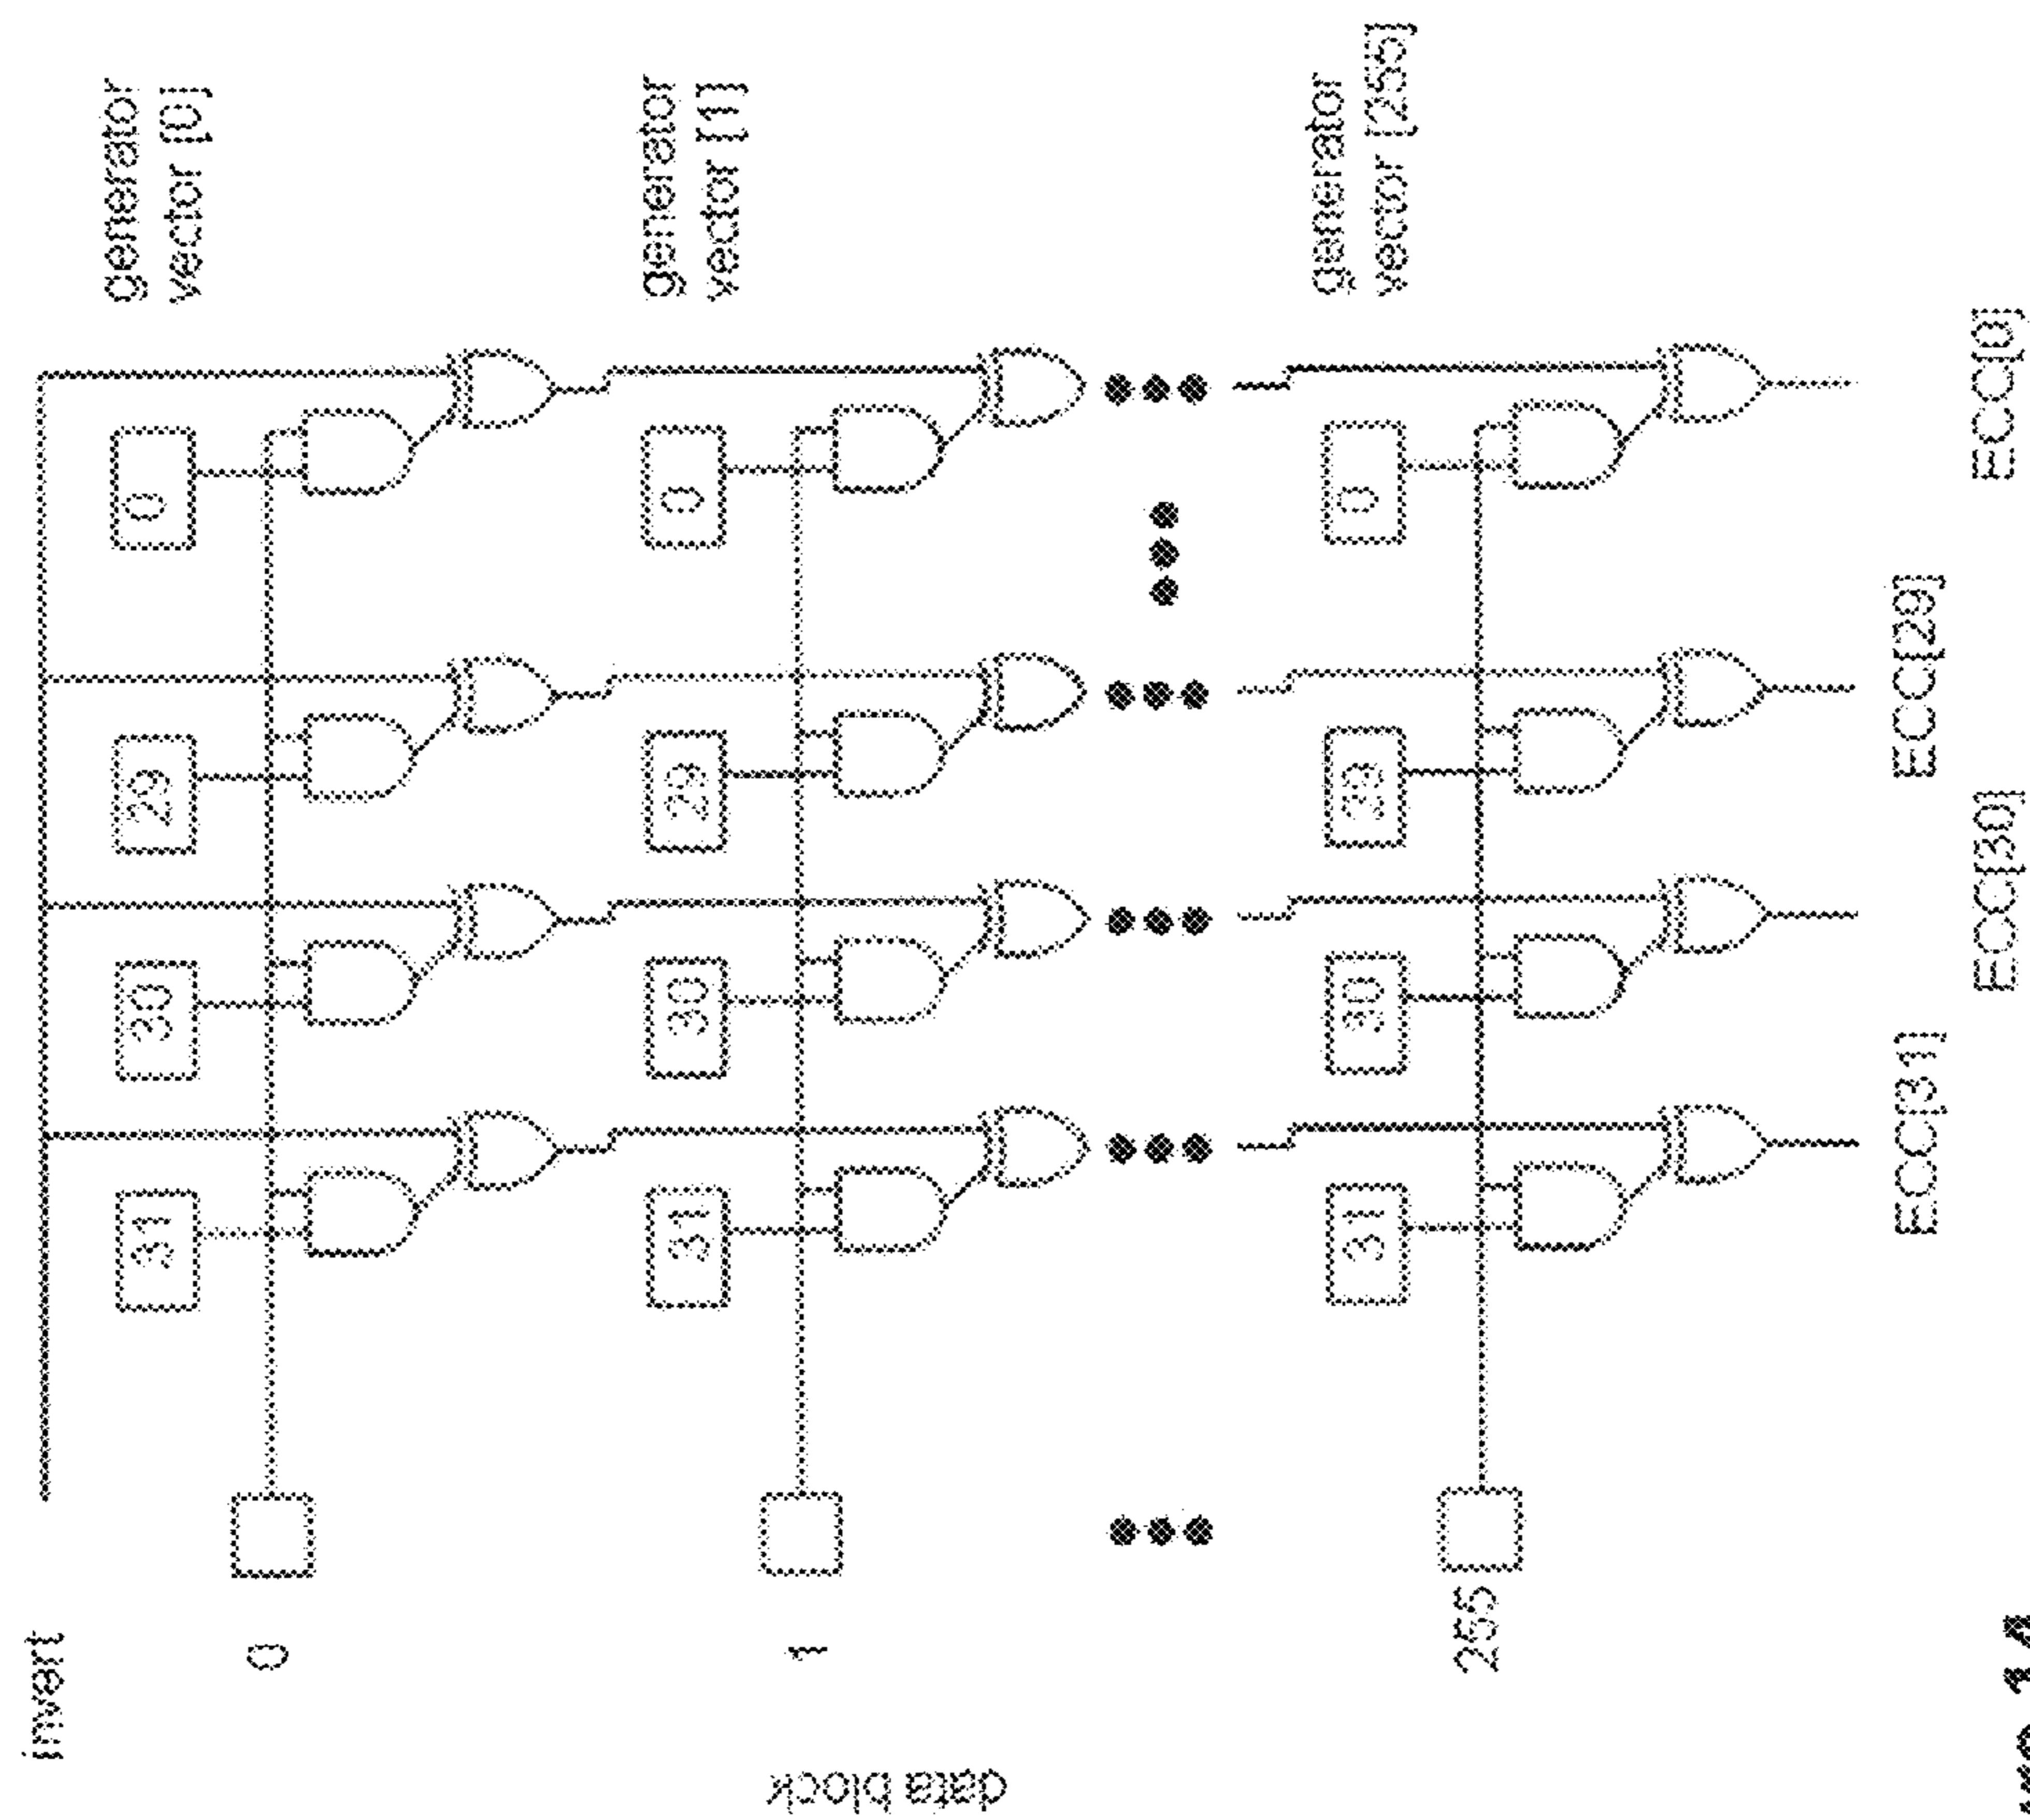 invert
generator
vector [0]
31 30 29 0
0
generator
vector [1]
31 30 29 0
1
data block
generator
vector [255]
31 30 29 0
255
ECC[31] ECC[29]
ECC[30] ECC[0]